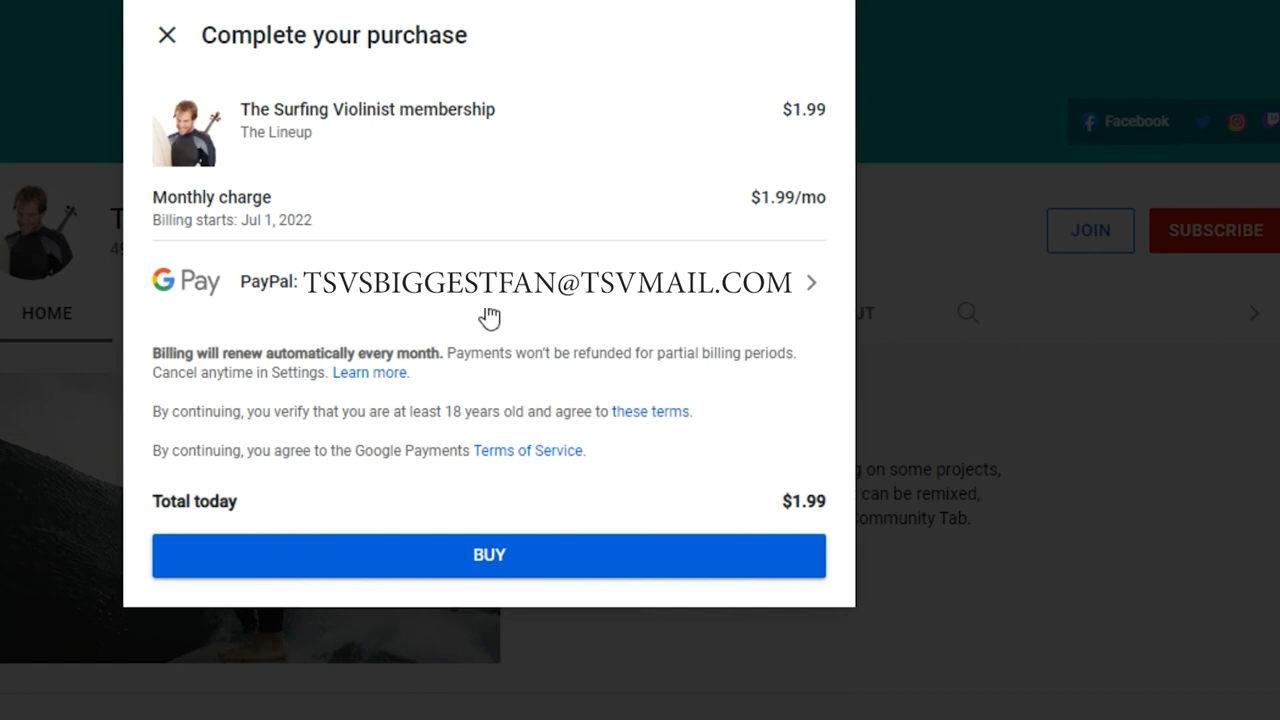 Complete your purchase
The Surfing Violinist membership $1.99
The Lineup
Facebook
Monthly charge $1.99/mo
Billing starts: Jul 1, 2022
T
JOIN SUBSCRIBE
G Pay PayPal: TSVSBIGGESTFAN@TSVMAIL.COM
HOME
UT
Billing will renew automatically every month. Payments won't be refunded for partial billing periods.
Cancel anytime in Settings. Learn more.
By continuing, you verify that you are at least 18 years old and agree to these terms.
By continuing, you agree to the Google Payments Terms of Service.
g on some projects,
can be remixed,
ommunity Tab.
Total today $1.99
BUY